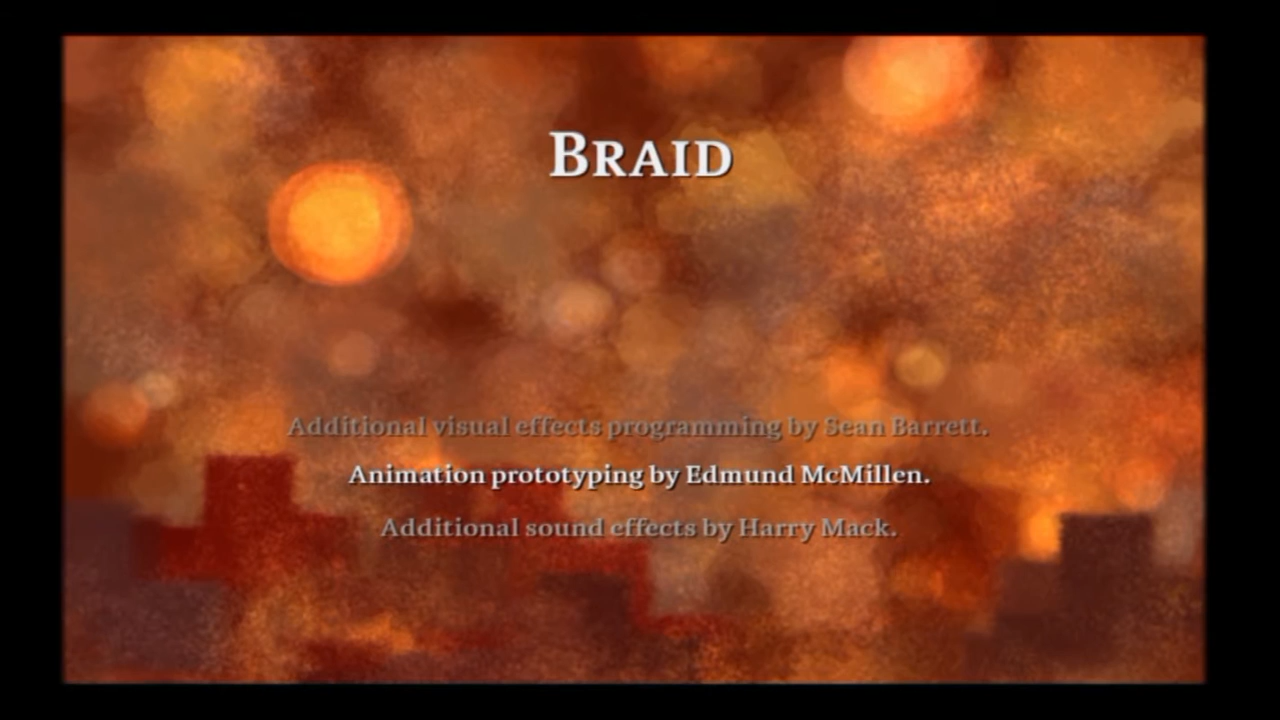 Braid
Additional visual effects programming by Sean Barrett.
Animation prototyping by Edmund McMillen.
Additional sound effects by Harry Mack.